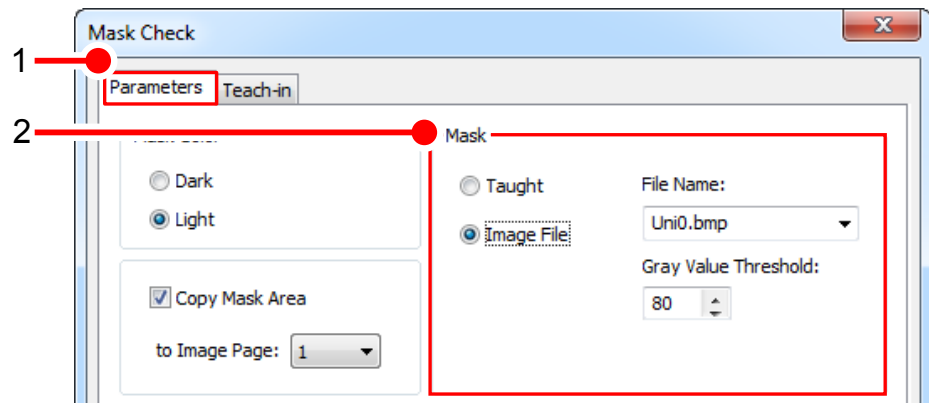 Mask Check
1
Parameters Teach-in
2
Mask
Dark
Light
Taught
Image File
File Name:
Uni0.bmp
Gray Value Threshold:
80
Copy Mask Area
to Image Page: 1